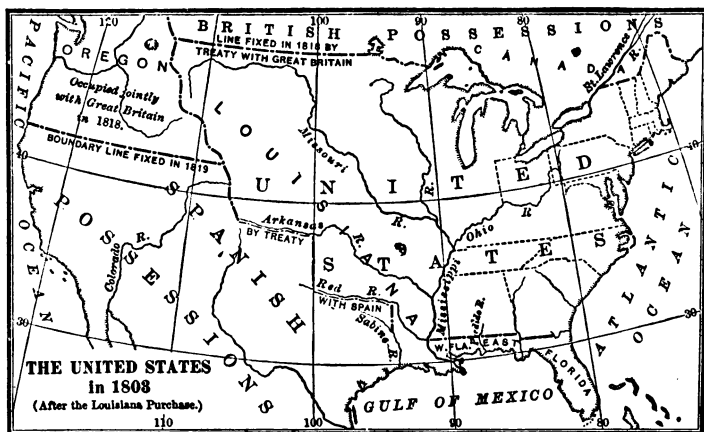 120
100
90
80
BRITISH POSSESSIONS
LINE FIXED IN 1818 BY
TREATY WITH GREAT BRITAIN
CANADA
St. Lawrence R.
PACIFIC OCEAN
OREGON
Occupied jointly
with Great Britain
in 1818.
BOUNDARY LINE FIXED IN 1819
LOUISIANA
Missouri R.
40
40
UNITED STATES
R.
Ohio R
SPANISH POSSESSIONS
Colorado R.
Arkansas R.
BY TREATY
Red R.
WITH SPAIN
Sabine R.
Mississippi
W. FLA.
EAST
FLORIDA
ATLANTIC OCEAN
30
30
THE UNITED STATES
in 1803
(After the Louisiana Purchase.)
GULF OF MEXICO
110
100
90
80